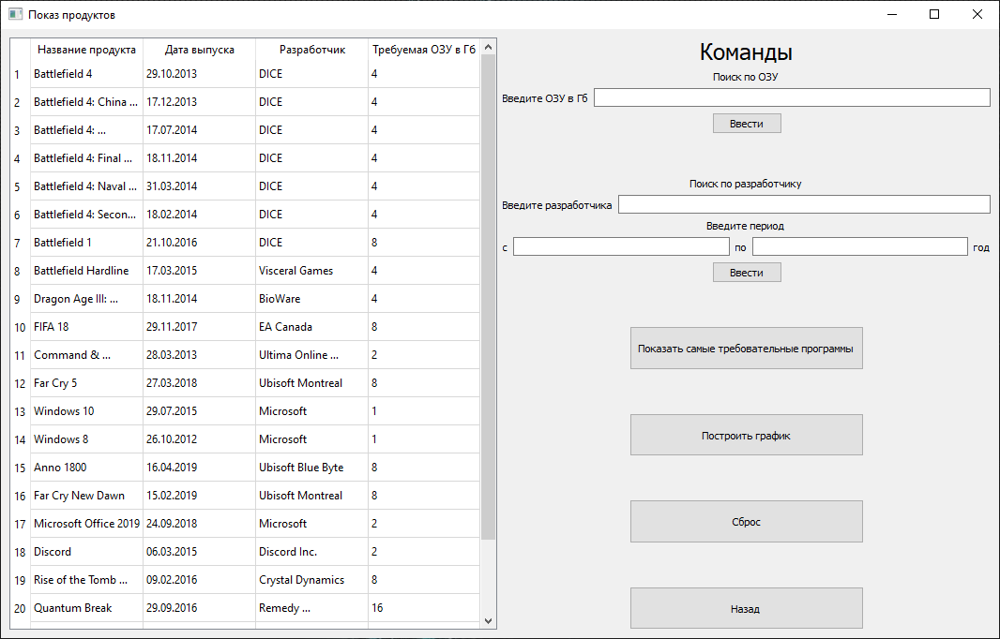 Показ продуктов
Название продукта Дата выпуска Разработчик Требуемая ОЗУ в Гб
1 Battlefield 4 29.10.2013 DICE 4
2 Battlefield 4: China ... 17.12.2013 DICE 4
3 Battlefield 4: ... 17.07.2014 DICE 4
4 Battlefield 4: Final ... 18.11.2014 DICE 4
5 Battlefield 4: Naval ... 31.03.2014 DICE 4
6 Battlefield 4: Secon... 18.02.2014 DICE 4
7 Battlefield 1 21.10.2016 DICE 8
8 Battlefield Hardline 17.03.2015 Visceral Games 4
9 Dragon Age III: ... 18.11.2014 BioWare 4
10 FIFA 18 29.11.2017 EA Canada 8
11 Command & ... 28.03.2013 Ultima Online ... 2
12 Far Cry 5 27.03.2018 Ubisoft Montreal 8
13 Windows 10 29.07.2015 Microsoft 1
14 Windows 8 26.10.2012 Microsoft 1
15 Anno 1800 16.04.2019 Ubisoft Blue Byte 8
16 Far Cry New Dawn 15.02.2019 Ubisoft Montreal 8
17 Microsoft Office 2019 24.09.2018 Microsoft 2
18 Discord 06.03.2015 Discord Inc. 2
19 Rise of the Tomb ... 09.02.2016 Crystal Dynamics 8
20 Quantum Break 29.09.2016 Remedy ... 16
Команды
Поиск по ОЗУ
Введите ОЗУ в Гб
Ввести
Поиск по разработчику
Введите разработчика
Введите период
с по год
Ввести
Показать самые требовательные программы
Построить график
Сброс
Назад